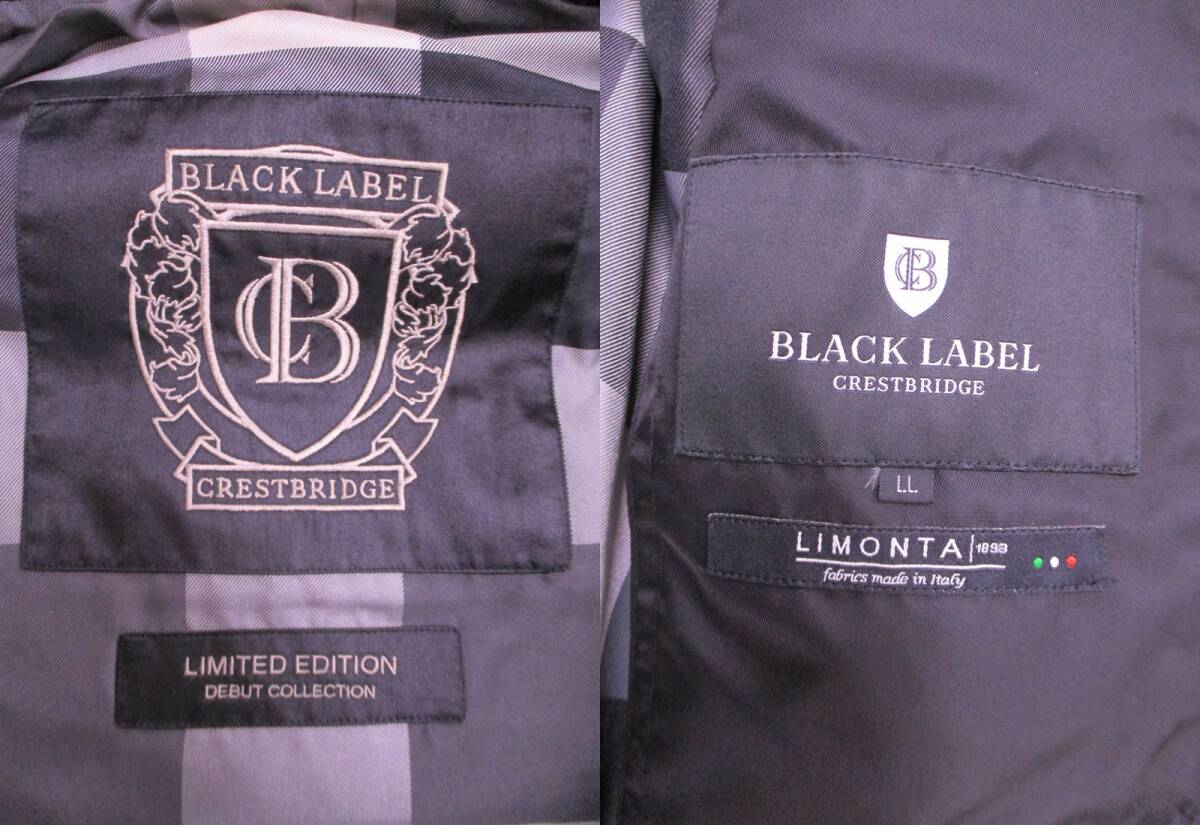 BLACK LABEL
CB
CRESTBRIDGE
LIMITED EDITION
DEBUT COLLECTION
CB
BLACK LABEL
CRESTBRIDGE
LL
LIMONTA 1893
fabrics made in Italy